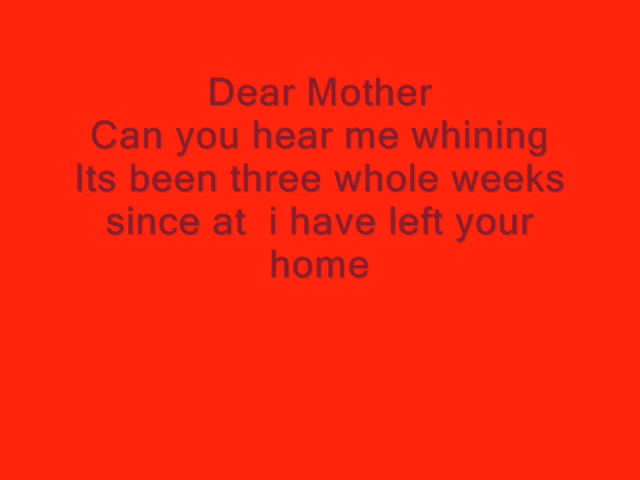 Dear Mother
Can you hear me whining
Its been three whole weeks
since at  i have left your
home